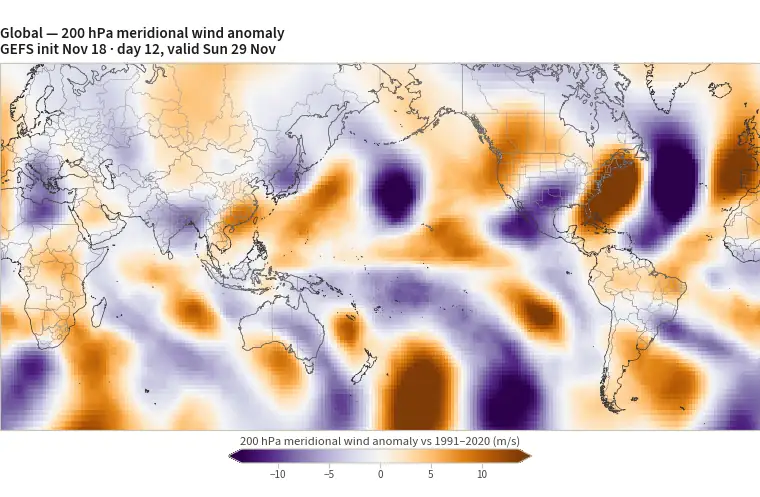 Global — 200 hPa meridional wind anomaly
GEFS init Nov 18 · day 12, valid Sun 29 Nov
200 hPa meridional wind anomaly vs 1991–2020 (m/s)
−10 −5 0 5 10